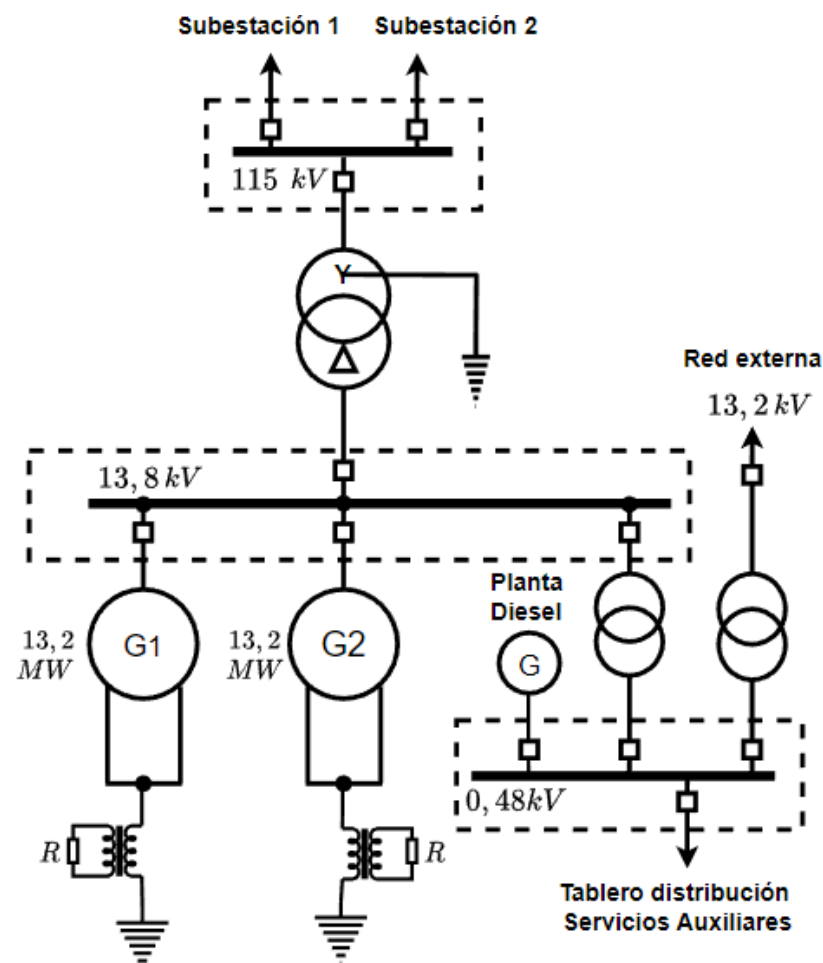 Subestación 1
Subestación 2
115 kV
Y
Red externa
13,2 kV
13,8 kV
Planta
Diesel
13,2
MW
G1
13,2
MW
G2
G
0,48kV
R
R
Tablero distribución
Servicios Auxiliares